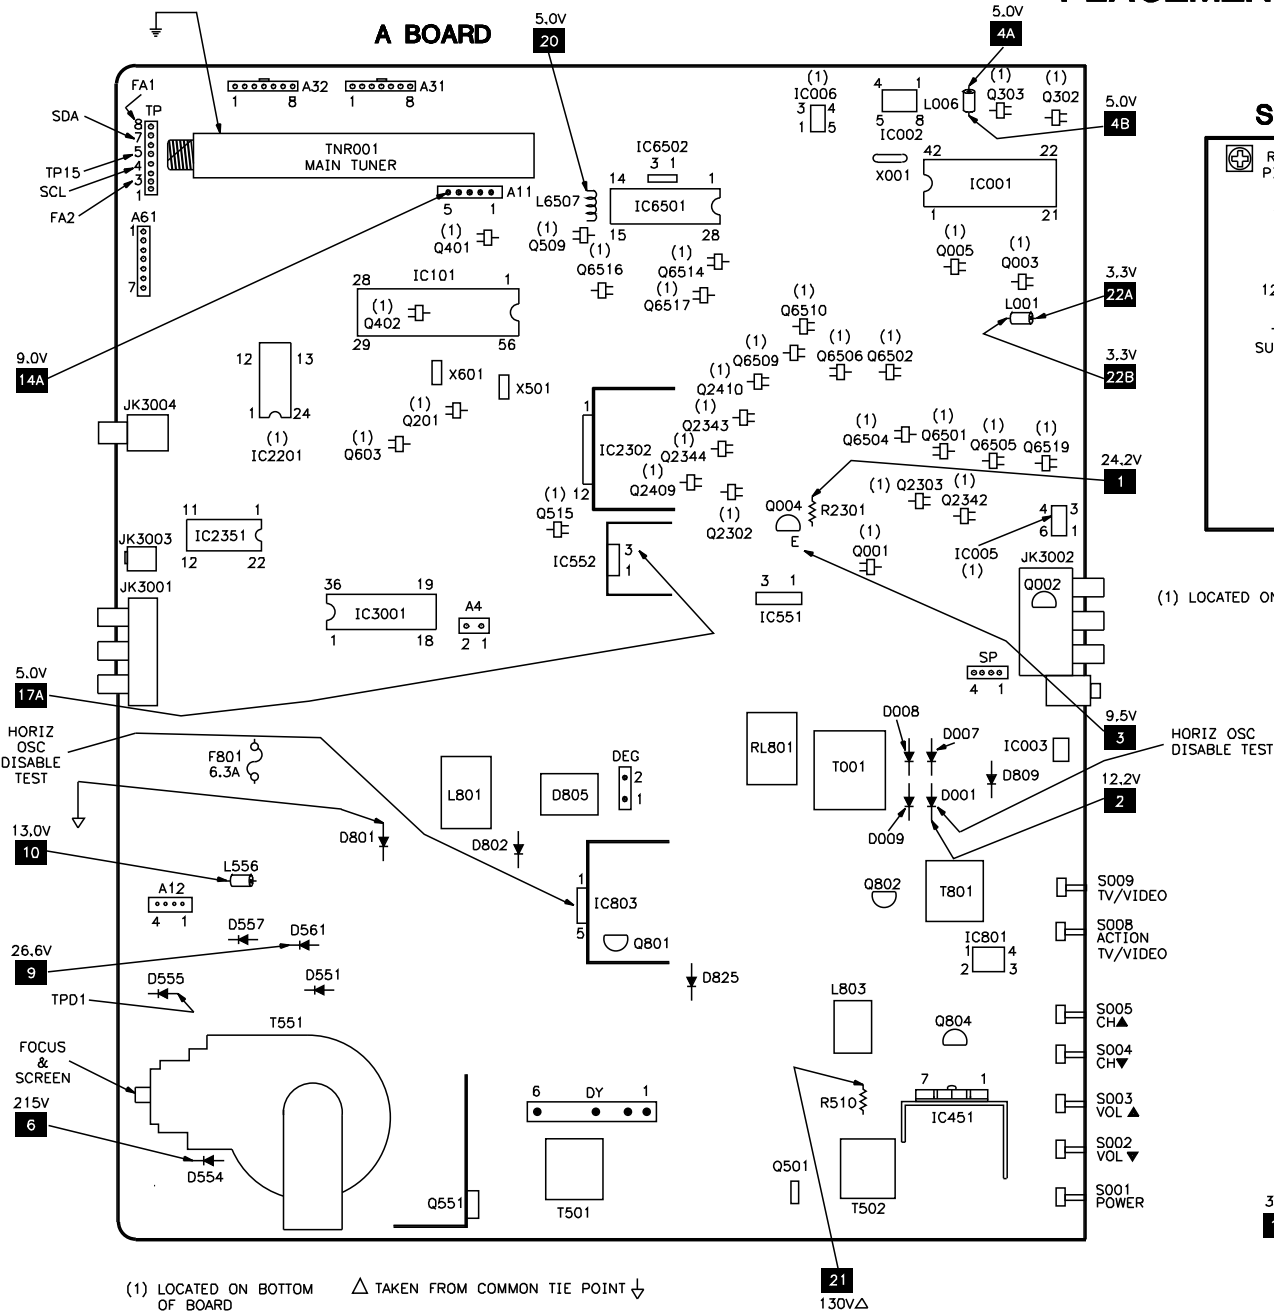 A BOARD
5.0V
20
5.0V
4A
FA1
SDA
TP
8
7
5
4
3
1
TP15
SCL
FA2
A32
1 8
A31
1 8
TNR001
MAIN TUNER
A11
5 1
A61
1
7
(1)
IC006
3 4
1 5
4 1
5 8
IC002
L006
(1)
Q303
(1)
Q302
5.0V
4B
IC6502
3 1
L6507
14 1
IC6501
15 28
X001
42 22
IC001
1 21
(1)
Q401
(1)
Q509
(1)
Q6516
(1)
Q6514
(1)
Q6517
(1)
Q005
(1)
Q003
IC101
28 1
(1)
Q402
29 56
(1)
Q6510
L001
3.3V
22A
3.3V
22B
9.0V
14A
12 13
1 24
(1)
IC2201
X601
X501
(1)
Q201
(1)
Q603
(1)
Q6509
(1)
Q6506
(1)
Q6502
(1)
Q2410
(1)
Q2343
(1)
Q2344
(1)
Q2409
(1)
Q2302
JK3004
1
IC2302
12
(1)
Q6504
(1)
Q6501
(1)
Q6505
(1)
Q6519
24.2V
1
(1) Q2303
(1)
Q2342
Q004
E
R2301
(1)
Q515
(1)
Q001
4 3
6 1
IC005
(1)
11 1
IC2351
12 22
JK3003
JK3001
IC552
3
1
JK3002
Q002
(1) LOCATED ON
36 19
IC3001
1 18
A4
2 1
3 1
IC551
SP
4 1
5.0V
17A
HORIZ
OSC
DISABLE
TEST
F801
6.3A
L801
D805
DEG
2
1
RL801
T001
D008
D007
D009
D001
IC003
D809
9.5V
3
HORIZ OSC
DISABLE TEST
12.2V
2
D801
D802
13.0V
10
L556
A12
4 1
1
IC803
5
Q801
Q802
T801
S009
TV/VIDEO
D557
D561
IC801
1 4
2 3
S008
ACTION
TV/VIDEO
26.6V
9
D555
D551
D825
TPD1
T551
L803
Q804
S005
CH▲
S004
CH▼
FOCUS
&
SCREEN
215V
6
6 DY 1
R510
7 1
IC451
S003
VOL ▲
S002
VOL ▼
D554
Q551
T501
Q501
T502
S001
POWER
(1) LOCATED ON BOTTOM
OF BOARD
△ TAKEN FROM COMMON TIE POINT
21
130V△